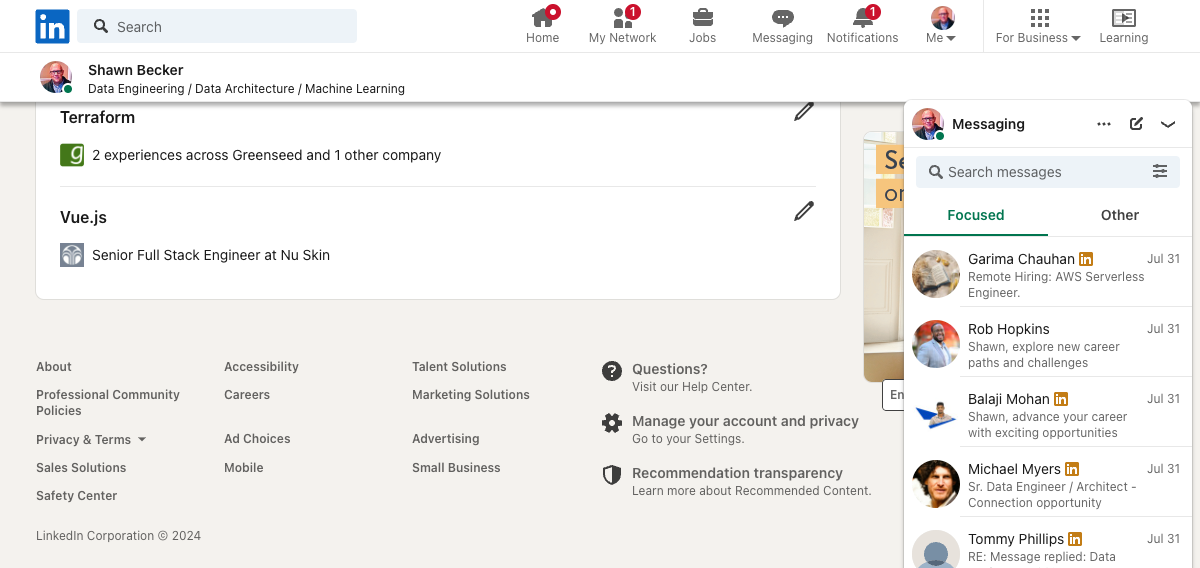 in
Search
Home
1
My Network
Jobs
Messaging
1
Notifications
Me
For Business
Learning
Shawn Becker
Data Engineering / Data Architecture / Machine Learning
Terraform
g
2 experiences across Greenseed and 1 other company
Vue.js
Senior Full Stack Engineer at Nu Skin
Se
or
En
About
Accessibility
Talent Solutions
Professional Community
Policies
Careers
Marketing Solutions
Privacy & Terms
Ad Choices
Advertising
Sales Solutions
Mobile
Small Business
Safety Center
? Questions?
Visit our Help Center.
Manage your account and privacy
Go to your Settings.
Recommendation transparency
Learn more about Recommended Content.
LinkedIn Corporation © 2024
Messaging
Search messages
Focused
Other
Garima Chauhan in Jul 31
Remote Hiring: AWS Serverless
Engineer.
Rob Hopkins Jul 31
Shawn, explore new career
paths and challenges
Balaji Mohan in Jul 31
Shawn, advance your career
with exciting opportunities
Michael Myers in Jul 31
Sr. Data Engineer / Architect -
Connection opportunity
Tommy Phillips in Jul 31
RE: Message replied: Data